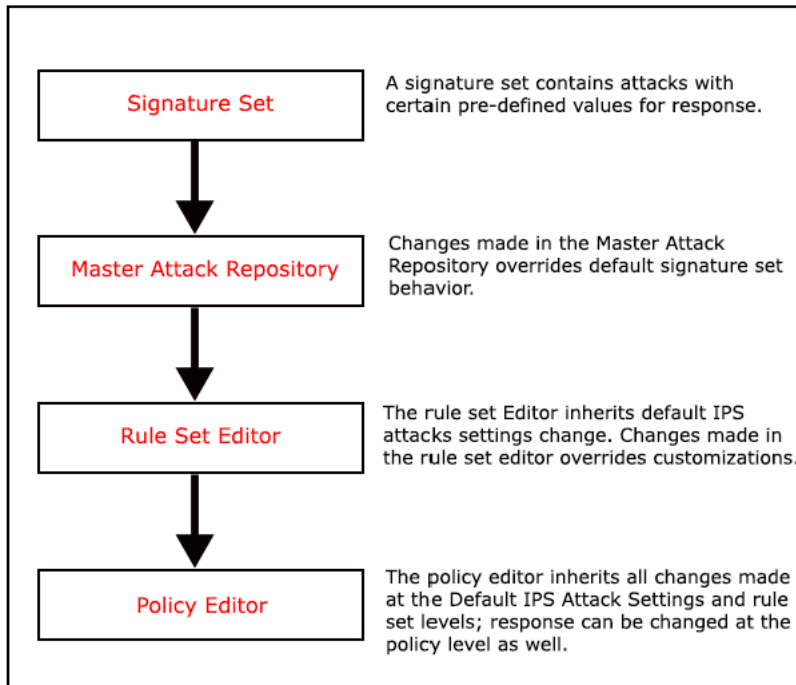 Signature Set
A signature set contains attacks with
certain pre-defined values for response.
Master Attack Repository
Changes made in the Master Attack
Repository overrides default signature set
behavior.
Rule Set Editor
The rule set Editor inherits default IPS
attacks settings change. Changes made in
the rule set editor overrides customizations.
Policy Editor
The policy editor inherits all changes made
at the Default IPS Attack Settings and rule
set levels; response can be changed at the
policy level as well.